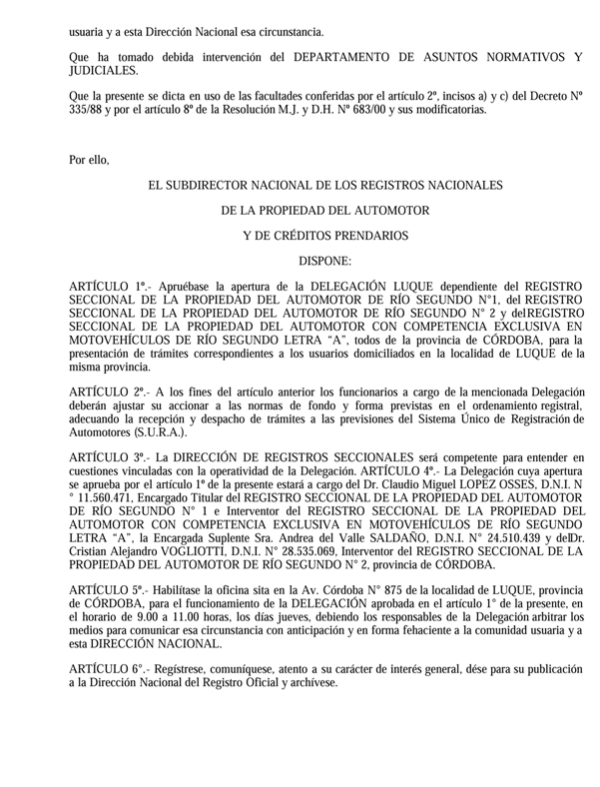 usuaria y a esta Dirección Nacional esa circunstancia.
Que ha tomado debida intervención del DEPARTAMENTO DE ASUNTOS NORMATIVOS Y
JUDICIALES.
Que la presente se dicta en uso de las facultades conferidas por el artículo 2º, incisos a) y c) del Decreto Nº
335/88 y por el artículo 8º de la Resolución M.J. y D.H. Nº 683/00 y sus modificatorias.
Por ello,
EL SUBDIRECTOR NACIONAL DE LOS REGISTROS NACIONALES
DE LA PROPIEDAD DEL AUTOMOTOR
Y DE CRÉDITOS PRENDARIOS
DISPONE:
ARTÍCULO 1º.- Apruébase la apertura de la DELEGACIÓN LUQUE dependiente del REGISTRO
SECCIONAL DE LA PROPIEDAD DEL AUTOMOTOR DE RÍO SEGUNDO N°1, del REGISTRO
SECCIONAL DE LA PROPIEDAD DEL AUTOMOTOR DE RÍO SEGUNDO N° 2 y delREGISTRO
SECCIONAL DE LA PROPIEDAD DEL AUTOMOTOR CON COMPETENCIA EXCLUSIVA EN
MOTOVEHÍCULOS DE RÍO SEGUNDO LETRA “A”, todos de la provincia de CÓRDOBA, para la
presentación de trámites correspondientes a los usuarios domiciliados en la localidad de LUQUE de la
misma provincia.
ARTÍCULO 2º.- A los fines del artículo anterior los funcionarios a cargo de la mencionada Delegación
deberán ajustar su accionar a las normas de fondo y forma previstas en el ordenamiento registral,
adecuando la recepción y despacho de trámites a las previsiones del Sistema Único de Registración de
Automotores (S.U.R.A.).
ARTÍCULO 3º.- La DIRECCIÓN DE REGISTROS SECCIONALES será competente para entender en
cuestiones vinculadas con la operatividad de la Delegación. ARTÍCULO 4º.- La Delegación cuya apertura
se aprueba por el artículo 1º de la presente estará a cargo del Dr. Claudio Miguel LOPEZ OSSES, D.N.I. N
° 11.560.471, Encargado Titular del REGISTRO SECCIONAL DE LA PROPIEDAD DEL AUTOMOTOR
DE RÍO SEGUNDO N° 1 e Interventor del REGISTRO SECCIONAL DE LA PROPIEDAD DEL
AUTOMOTOR CON COMPETENCIA EXCLUSIVA EN MOTOVEHÍCULOS DE RÍO SEGUNDO
LETRA “A”, la Encargada Suplente Sra. Andrea del Valle SALDAÑO, D.N.I. N° 24.510.439 y delDr.
Cristian Alejandro VOGLIOTTI, D.N.I. N° 28.535.069, Interventor del REGISTRO SECCIONAL DE LA
PROPIEDAD DEL AUTOMOTOR DE RÍO SEGUNDO N° 2, provincia de CÓRDOBA.
ARTÍCULO 5º.- Habilítase la oficina sita en la Av. Córdoba N° 875 de la localidad de LUQUE, provincia
de CÓRDOBA, para el funcionamiento de la DELEGACIÓN aprobada en el artículo 1° de la presente, en
el horario de 9.00 a 11.00 horas, los días jueves, debiendo los responsables de la Delegación arbitrar los
medios para comunicar esa circunstancia con anticipación y en forma fehaciente a la comunidad usuaria y a
esta DIRECCIÓN NACIONAL.
ARTÍCULO 6°.- Regístrese, comuníquese, atento a su carácter de interés general, dése para su publicación
a la Dirección Nacional del Registro Oficial y archívese.